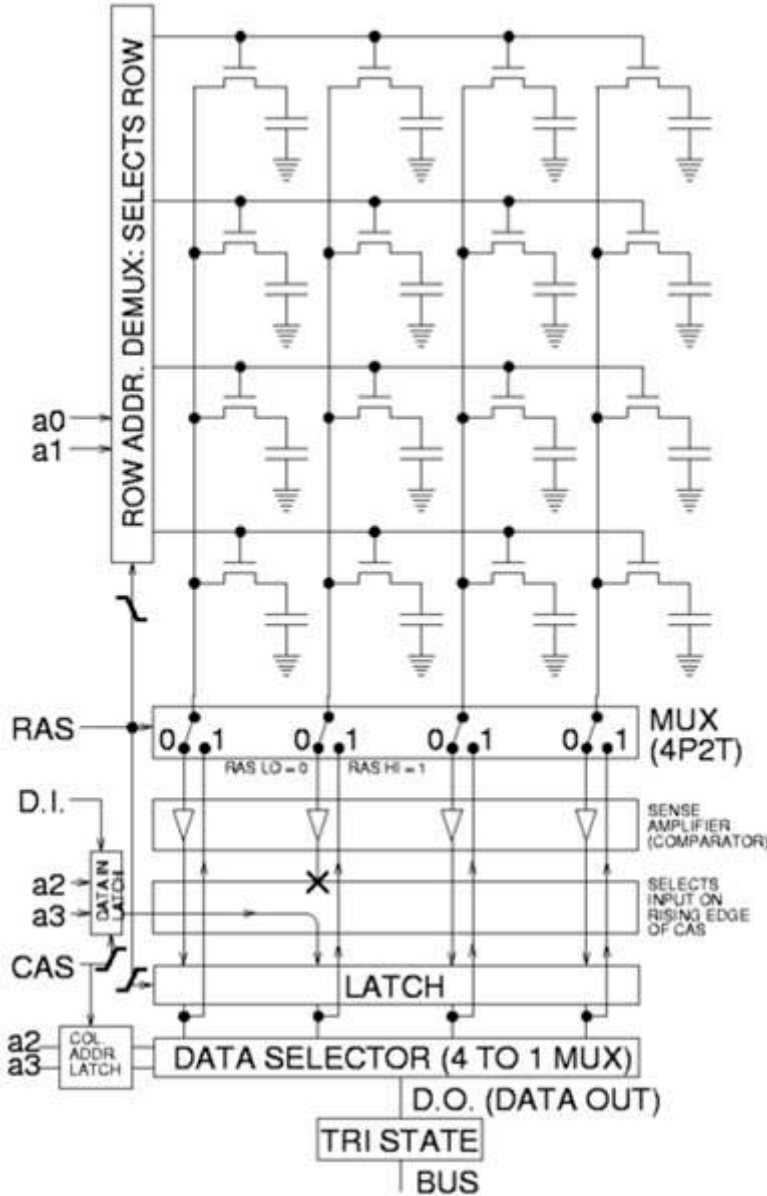 ROW ADDR. DEMUX: SELECTS ROW
a0
a1
RAS
0 1
0 1
0 1
0 1
MUX
(4P2T)
RAS LO = 0
RAS HI = 1
D.I.
SENSE
AMPLIFIER
(COMPARATOR)
DATA IN
LATCH
a2
a3
SELECTS
INPUT ON
RISING EDGE
OF CAS
CAS
LATCH
a2
a3
COL.
ADDR.
LATCH
DATA SELECTOR (4 TO 1 MUX)
D.O. (DATA OUT)
TRI STATE
BUS